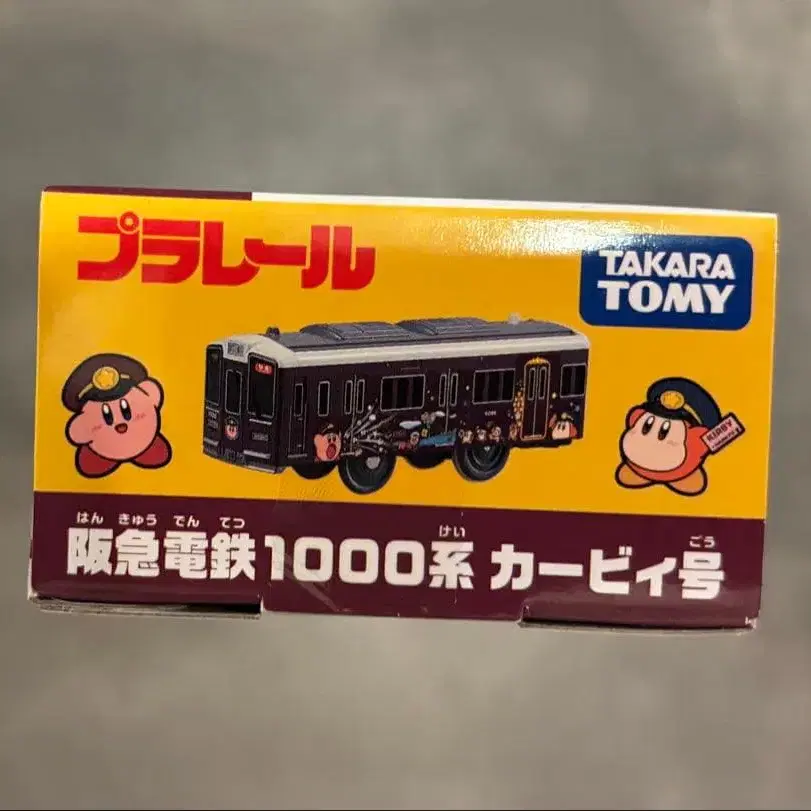 プラレール
TAKARA
TOMY
KIRBY
はん きゅう でん てつ けい ごう
阪急電鉄1000系 カービィ号